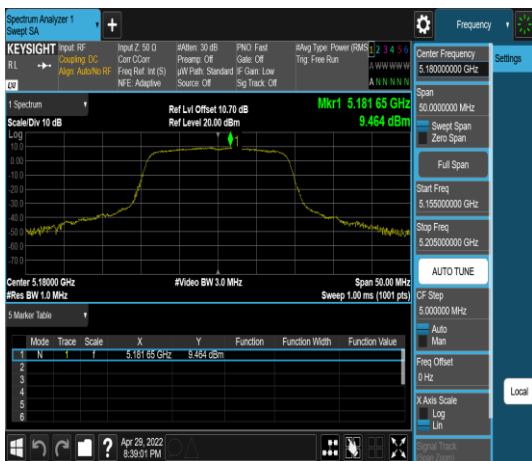 Spectrum Analyzer 1
Swept SA
Frequency
KEYSIGHT
RL
LXI
Input: RF
Coupling: DC
Align: Auto/No RF
Input Z: 50 Ω
Corr CCorr
Freq Ref: Int (S)
NFE: Adaptive
#Atten: 30 dB
Preamp: Off
µW Path: Standard
Source: Off
PNO: Fast
Gate: Off
IF Gain: Low
Sig Track: Off
#Avg Type: Power (RMS
Trig: Free Run
1 2 3 4 5 6
A W W W W W
A N N N N N
1 Spectrum
Scale/Div 10 dB
Ref Lvl Offset 10.70 dB
Ref Level 20.00 dBm
Mkr1 5.181 65 GHz
9.464 dBm
Log
10.0
0.00
-10.0
-20.0
-30.0
-40.0
-50.0
-60.0
-70.0
1
Center 5.18000 GHz
#Res BW 1.0 MHz
#Video BW 3.0 MHz
Span 50.00 MHz
Sweep 1.00 ms (1001 pts)
5 Marker Table
Mode Trace Scale X Y Function Function Width Function Value
1 N 1 f 5.181 65 GHz 9.464 dBm
2
3
4
5
6
Apr 29, 2022
8:39:01 PM
Center Frequency
5.180000000 GHz
Span
50.0000000 MHz
Swept Span
Zero Span
Full Span
Start Freq
5.155000000 GHz
Stop Freq
5.205000000 GHz
AUTO TUNE
CF Step
5.000000 MHz
Auto
Man
Freq Offset
0 Hz
X Axis Scale
Log
Lin
Signal Track
(Span Zoom)
Settings
Local